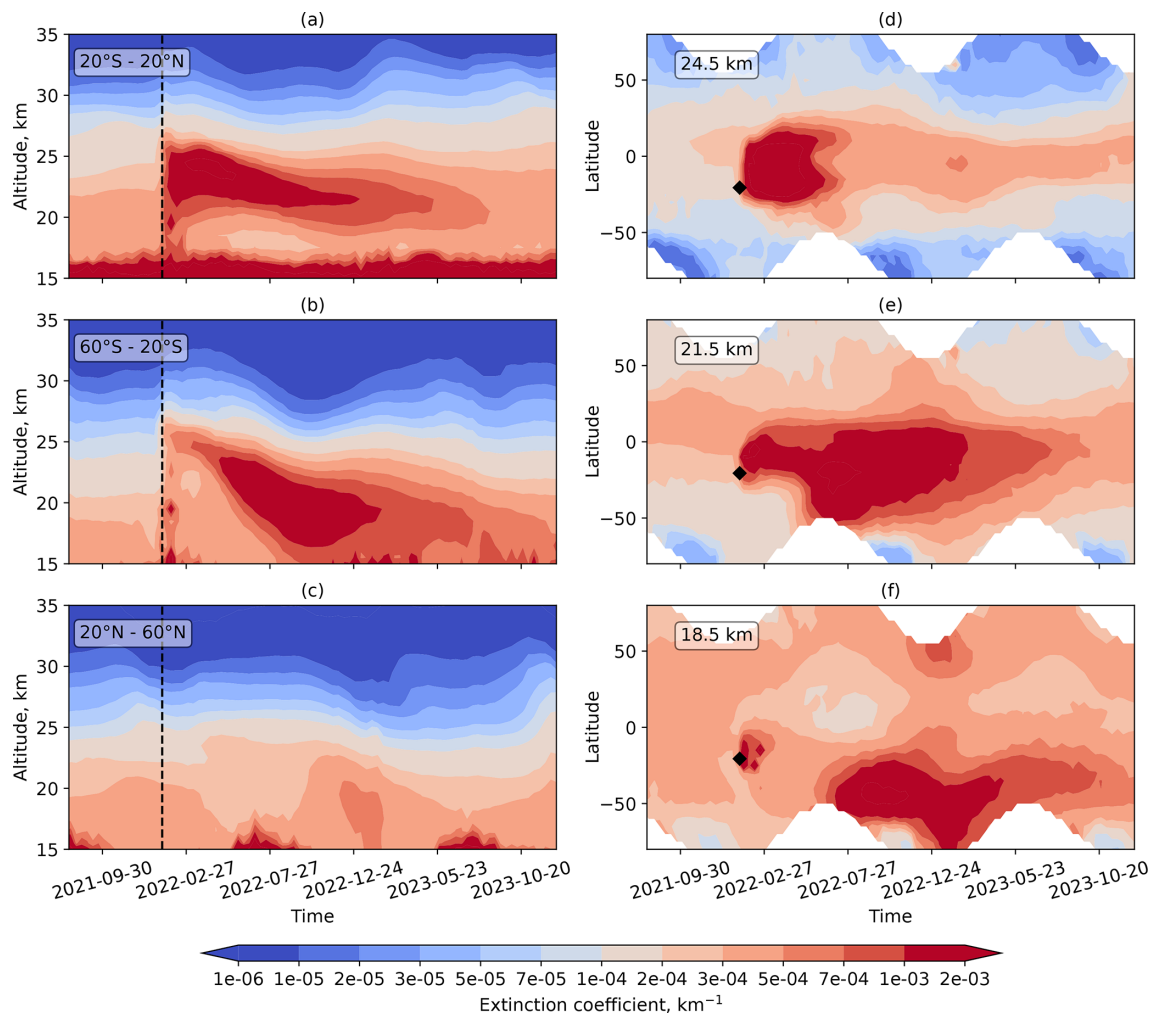 (a)
35
30
25
20
15
Altitude, km
20°S - 20°N
(d)
50
0
−50
Latitude
24.5 km
(b)
35
30
25
20
15
Altitude, km
60°S - 20°S
(e)
50
0
−50
Latitude
21.5 km
(c)
35
30
25
20
15
Altitude, km
20°N - 60°N
2021-09-30 2022-02-27 2022-07-27 2022-12-24 2023-05-23 2023-10-20
Time
(f)
50
0
−50
Latitude
18.5 km
2021-09-30 2022-02-27 2022-07-27 2022-12-24 2023-05-23 2023-10-20
Time
1e-06 1e-05 2e-05 3e-05 5e-05 7e-05 1e-04 2e-04 3e-04 5e-04 7e-04 1e-03 2e-03
Extinction coefficient, km⁻¹